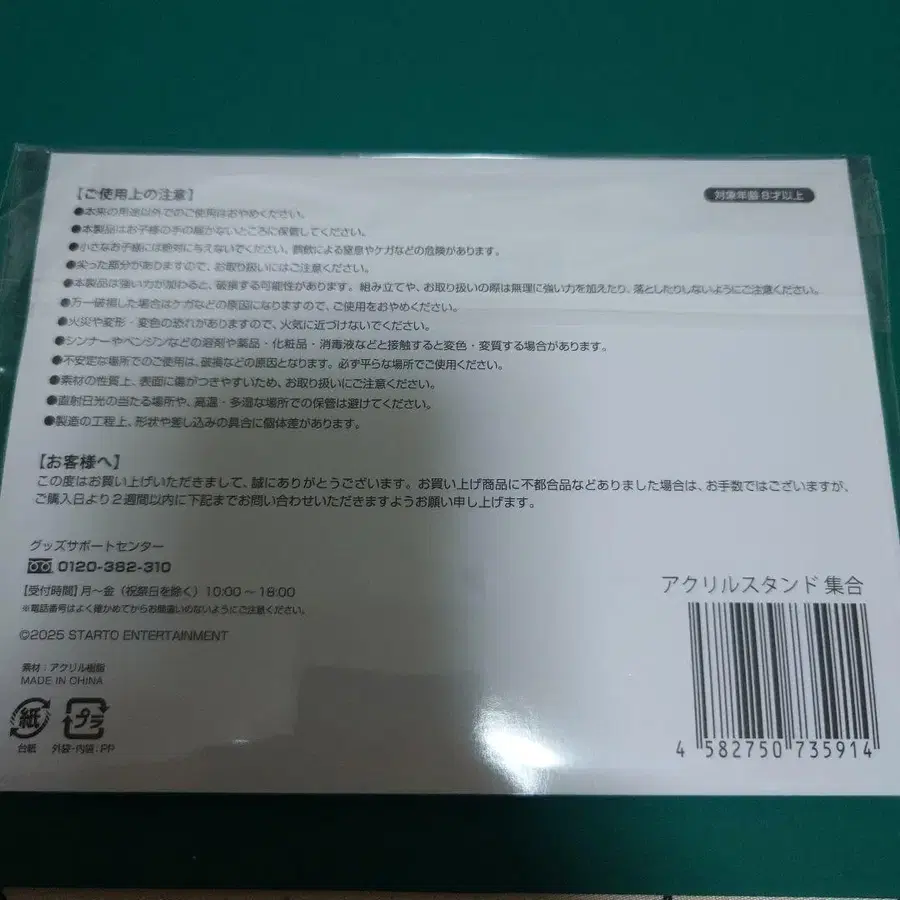 【ご使用上の注意】
対象年齢 8才以上
●本来の用途以外でのご使用はおやめください。
●本製品はお子様の手の届かないところに保管してください。
●小さなお子様には絶対に与えないでください。誤飲による窒息やケガなどの危険があります。
●尖った部分がありますので、お取り扱いにはご注意ください。
●本製品は強い力が加わると、破損する可能性があります。組み立てや、お取り扱いの際は無理に強い力を加えたり、落としたりしないようにご注意ください。
●万一破損した場合はケガなどの原因になりますので、ご使用をおやめください。
●火災や変形・変色の恐れがありますので、火気に近づけないでください。
●シンナーやベンジンなどの溶剤や薬品・化粧品・消毒液などと接触すると変色・変質する場合があります。
●不安定な場所でのご使用は、破損などの原因となります。必ず平らな場所でご使用ください。
●素材の性質上、表面に傷がつきやすいため、お取り扱いにご注意ください。
●直射日光の当たる場所や、高温・多湿な場所での保管は避けてください。
●製造の工程上、形状や差し込みの具合に個体差があります。
【お客様へ】
この度はお買い上げいただきまして、誠にありがとうございます。お買い上げ商品に不都合品などありました場合は、お手数ではございますが、
ご購入日より2週間以内に下記までお問い合わせいただきますようお願い申し上げます。
グッズサポートセンター
0120-382-310
【受付時間】月〜金（祝祭日を除く）10:00〜18:00
※電話番号はよく確かめてからお間違いのないようにご注意ください。
©2025 STARTO ENTERTAINMENT
素材：アクリル樹脂
MADE IN CHINA
紙
プラ
台紙
外袋・内袋：PP
アクリルスタンド 集合
4 582750 735914